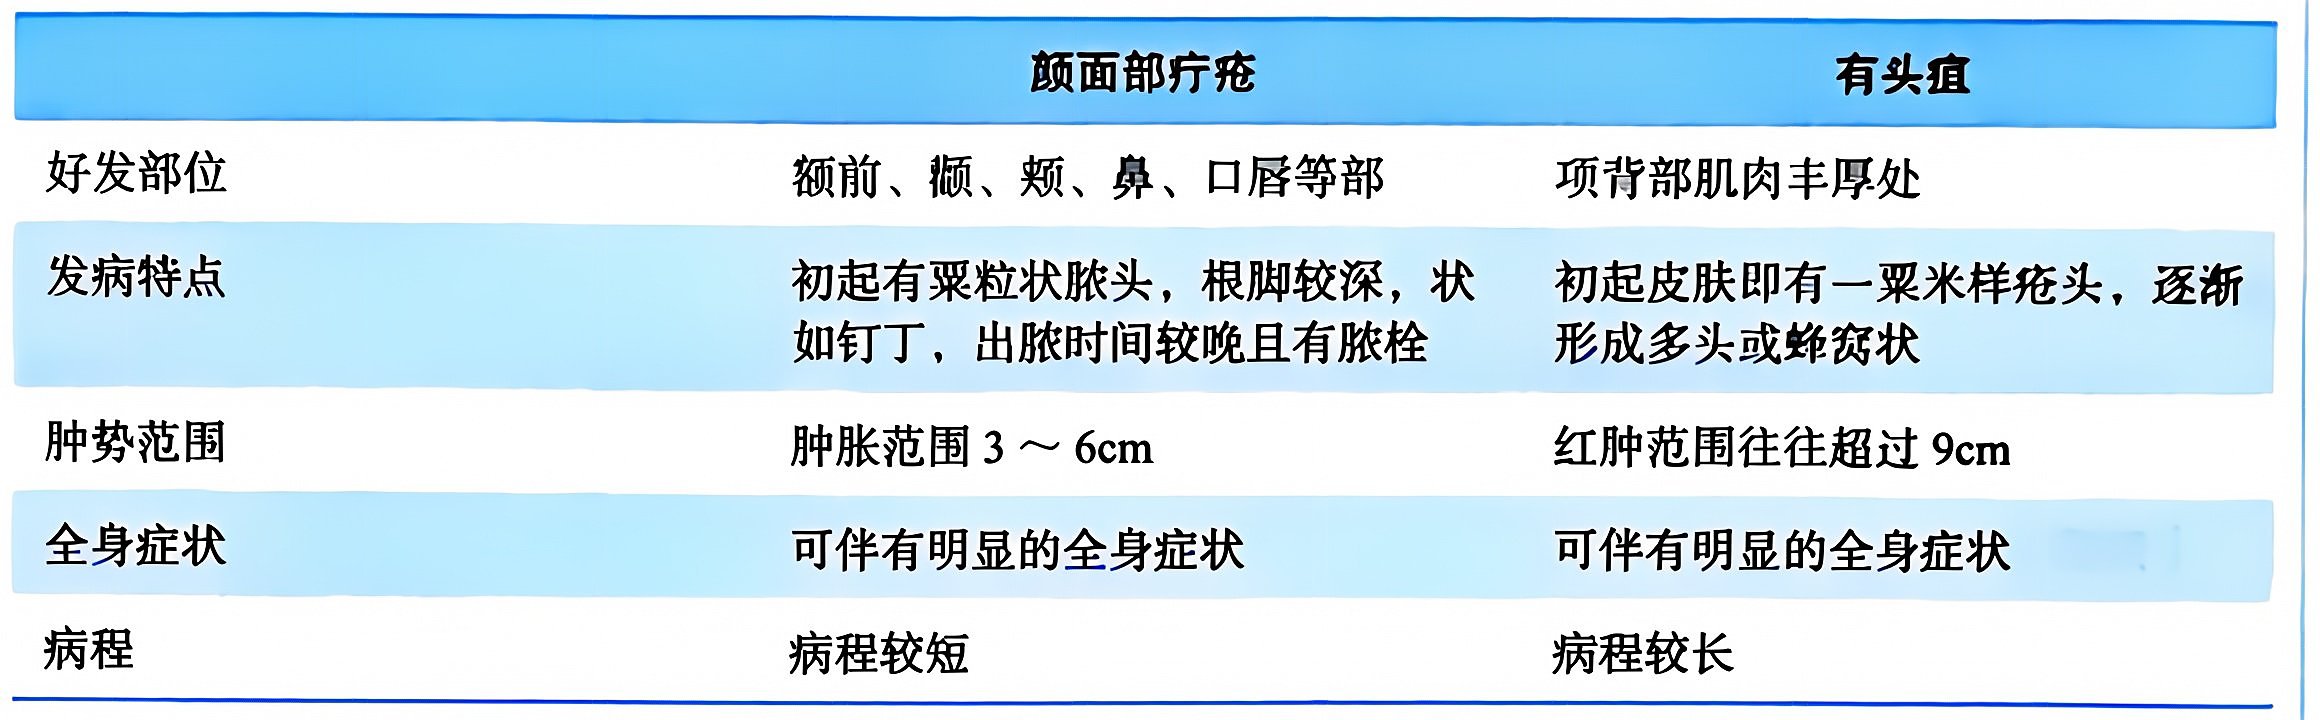 颜面部疔疮 有头疽
好发部位 额前、颧、颊、鼻、口唇等部 项背部肌肉丰厚处
发病特点 初起有粟粒状脓头，根脚较深，状 初起皮肤即有一粟米样疮头，逐渐
如钉丁，出脓时间较晚且有脓栓 形成多头或蜂窝状
肿势范围 肿胀范围 3～6cm 红肿范围往往超过 9cm
全身症状 可伴有明显的全身症状 可伴有明显的全身症状
病程 病程较短 病程较长